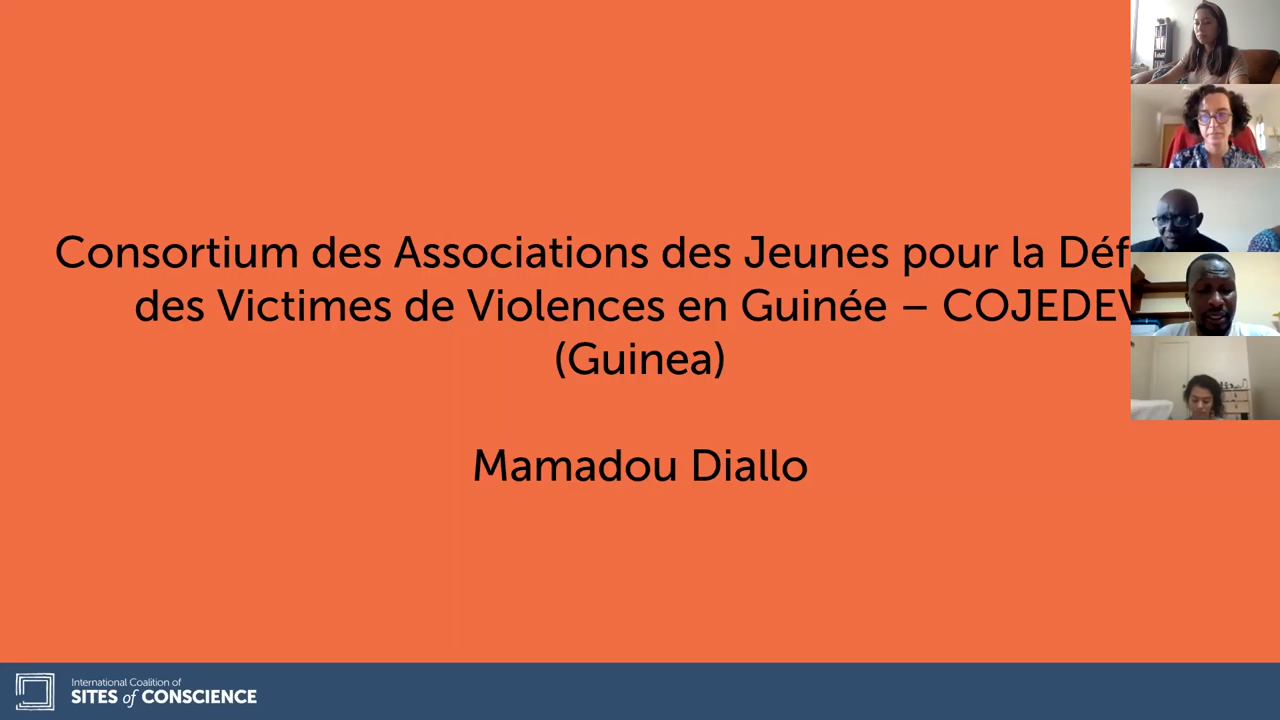 Consortium des Associations des Jeunes pour la Déf
des Victimes de Violences en Guinée – COJEDEV
(Guinea)
Mamadou Diallo
International Coalition of
SITES of CONSCIENCE